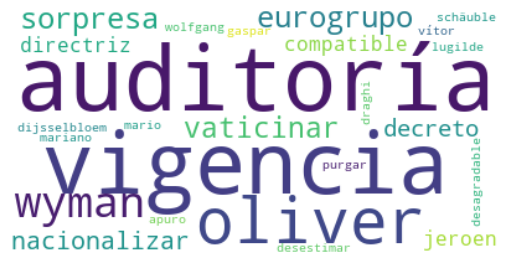 sorpresa
wolfgang
gaspar
eurogrupo
schäuble
vítor
directriz
compatible
lugilde
auditoría
draghi
dijsselbloem
mario
mariano
vaticinar
decreto
vigencia
purgar
desagradable
wyman
apuro
oliver
nacionalizar
desestimar
jeroen